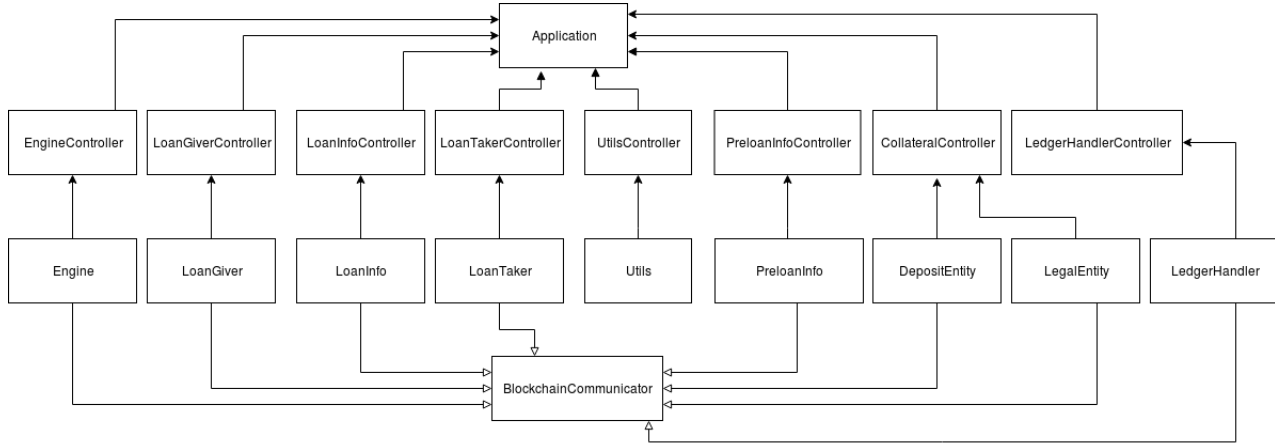 Application
EngineController
LoanGiverController
LoanInfoController
LoanTakerController
UtilsController
PreloanInfoController
CollateralController
LedgerHandlerController
Engine
LoanGiver
LoanInfo
LoanTaker
Utils
PreloanInfo
DepositEntity
LegalEntity
LedgerHandler
BlockchainCommunicator